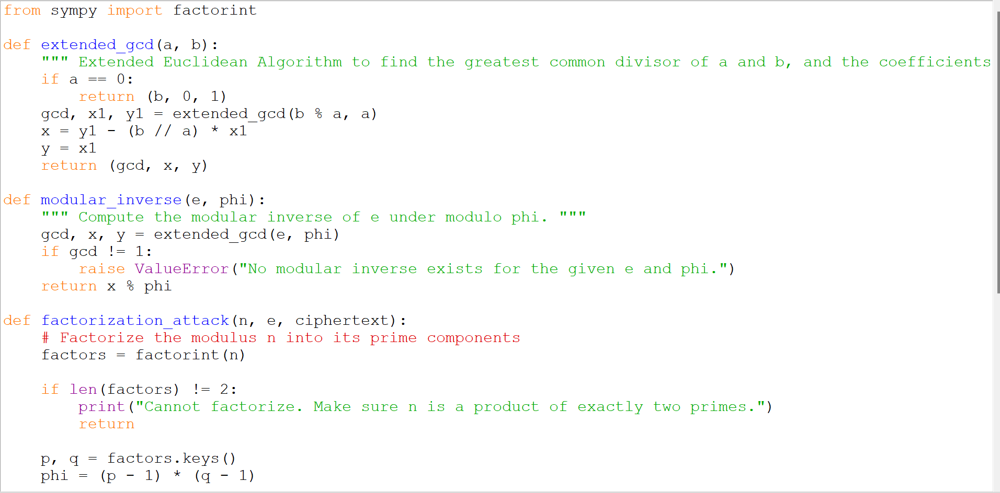 from sympy import factorint
def extended_gcd(a, b):
""" Extended Euclidean Algorithm to find the greatest common divisor of a and b, and the coefficients
if a == 0:
return (b, 0, 1)
gcd, x1, y1 = extended_gcd(b % a, a)
x = y1 - (b // a) * x1
y = x1
return (gcd, x, y)
def modular_inverse(e, phi):
""" Compute the modular inverse of e under modulo phi. """
gcd, x, y = extended_gcd(e, phi)
if gcd != 1:
raise ValueError("No modular inverse exists for the given e and phi.")
return x % phi
def factorization_attack(n, e, ciphertext):
# Factorize the modulus n into its prime components
factors = factorint(n)
if len(factors) != 2:
print("Cannot factorize. Make sure n is a product of exactly two primes.")
return
p, q = factors.keys()
phi = (p - 1) * (q - 1)